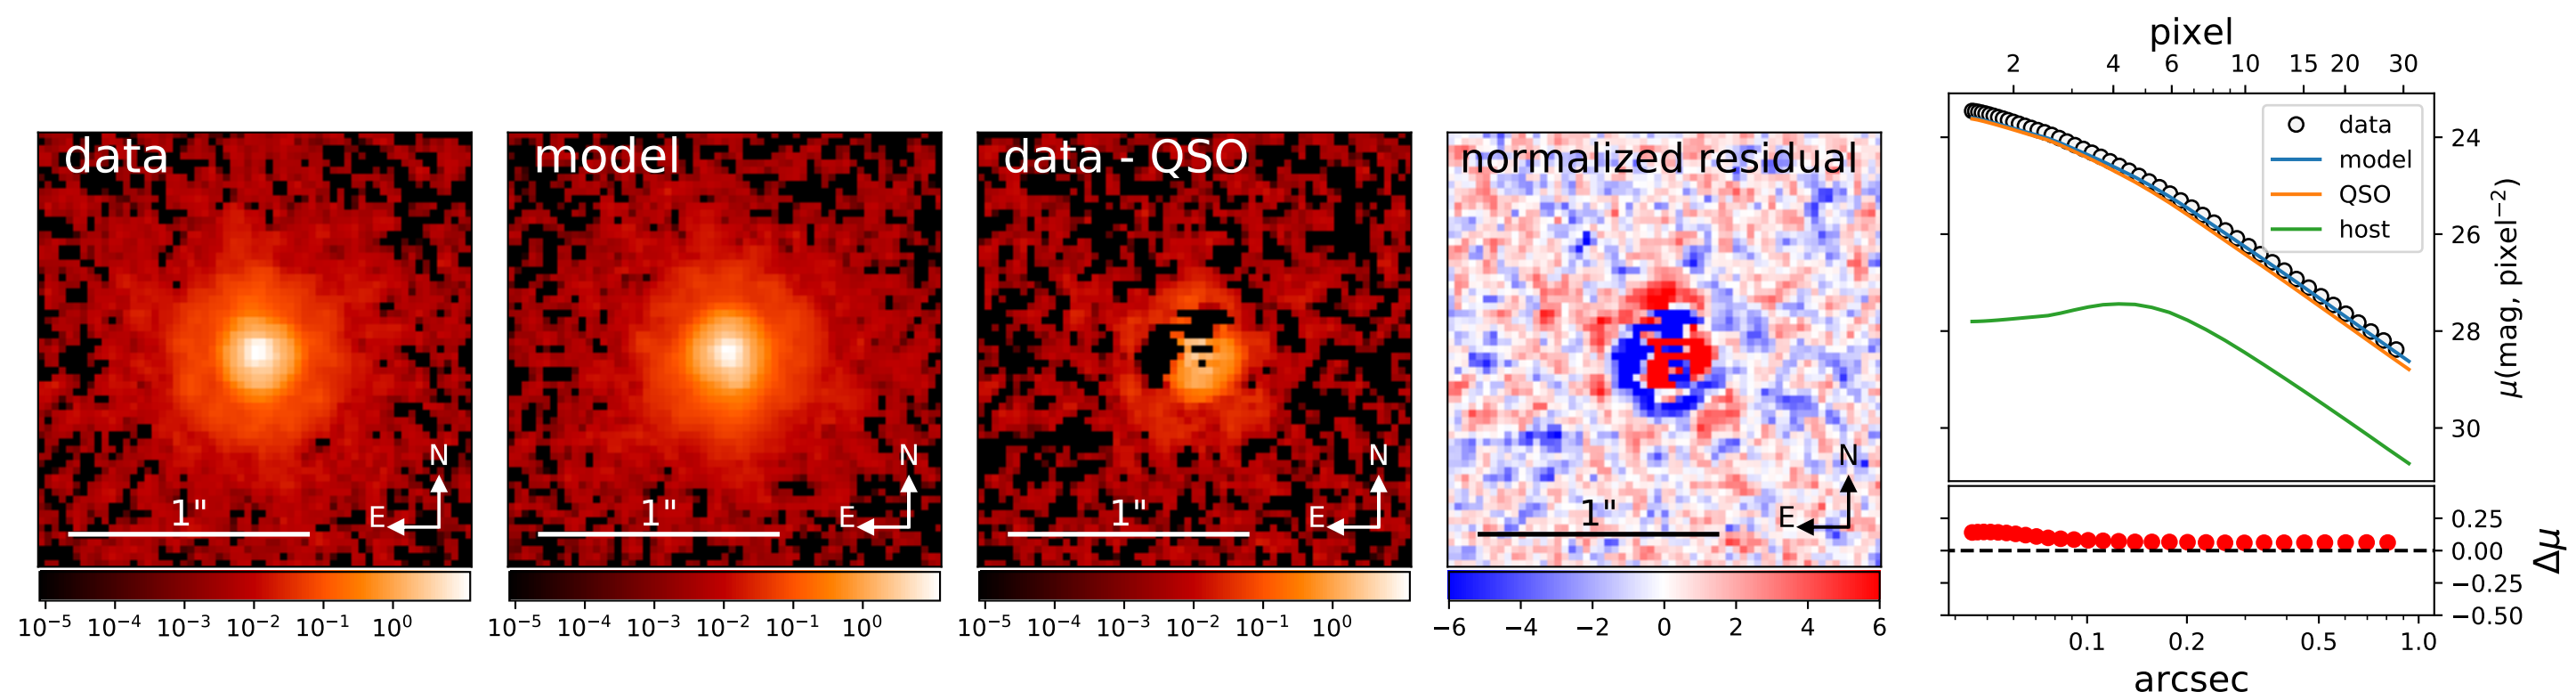 data
N
E
1"
10⁻⁵ 10⁻⁴ 10⁻³ 10⁻² 10⁻¹ 10⁰
model
N
E
1"
10⁻⁵ 10⁻⁴ 10⁻³ 10⁻² 10⁻¹ 10⁰
data - QSO
N
E
1"
10⁻⁵ 10⁻⁴ 10⁻³ 10⁻² 10⁻¹ 10⁰
normalized residual
N
E
1"
−6 −4 −2 0 2 4 6
pixel
2 4 6 10 15 20 30
data
model
QSO
host
24
26
28
30
μ(mag, pixel⁻²)
0.25
0.00
−0.25
−0.50
Δμ
0.1 0.2 0.5 1.0
arcsec